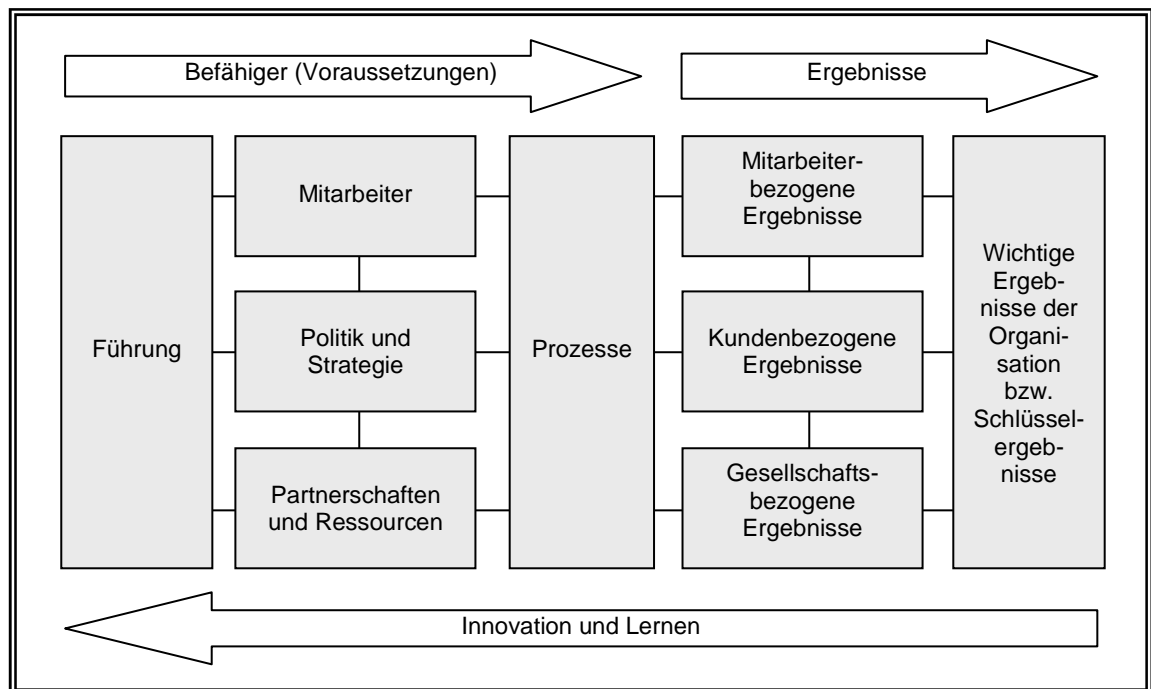 Befähiger (Voraussetzungen)
Ergebnisse
Führung
Mitarbeiter
Politik und
Strategie
Partnerschaften
und Ressourcen
Prozesse
Mitarbeiter-
bezogene
Ergebnisse
Kundenbezogene
Ergebnisse
Gesellschafts-
bezogene
Ergebnisse
Wichtige
Ergeb-
nisse der
Organi-
sation
bzw.
Schlüssel-
ergeb-
nisse
Innovation und Lernen